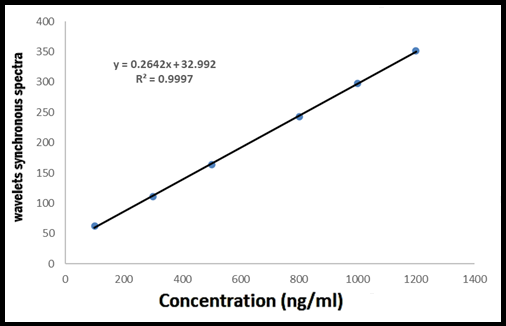 400
350
300
250
200
150
100
50
0
wavelets synchronous spectra
y = 0.2642x + 32.992
R² = 0.9997
0 200 400 600 800 1000 1200 1400
Concentration (ng/ml)